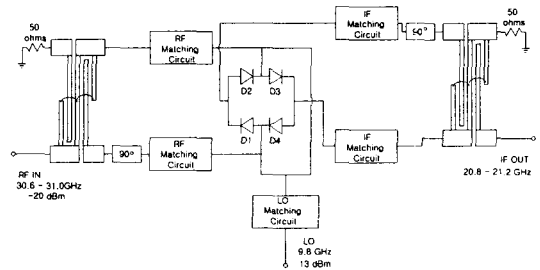 50
ohms
RF
Matching
Circuit
IF
Matching
Circuit
90°
50
ohms
D2
D3
D1
D4
90°
RF
Matching
Circuit
IF
Matching
Circuit
RF IN
30.6 - 31.0GHz
-20 dBm
IF OUT
20.8 - 21.2 GHz
LO
Matching
Circuit
LO
9.8 GHz
13 dBm